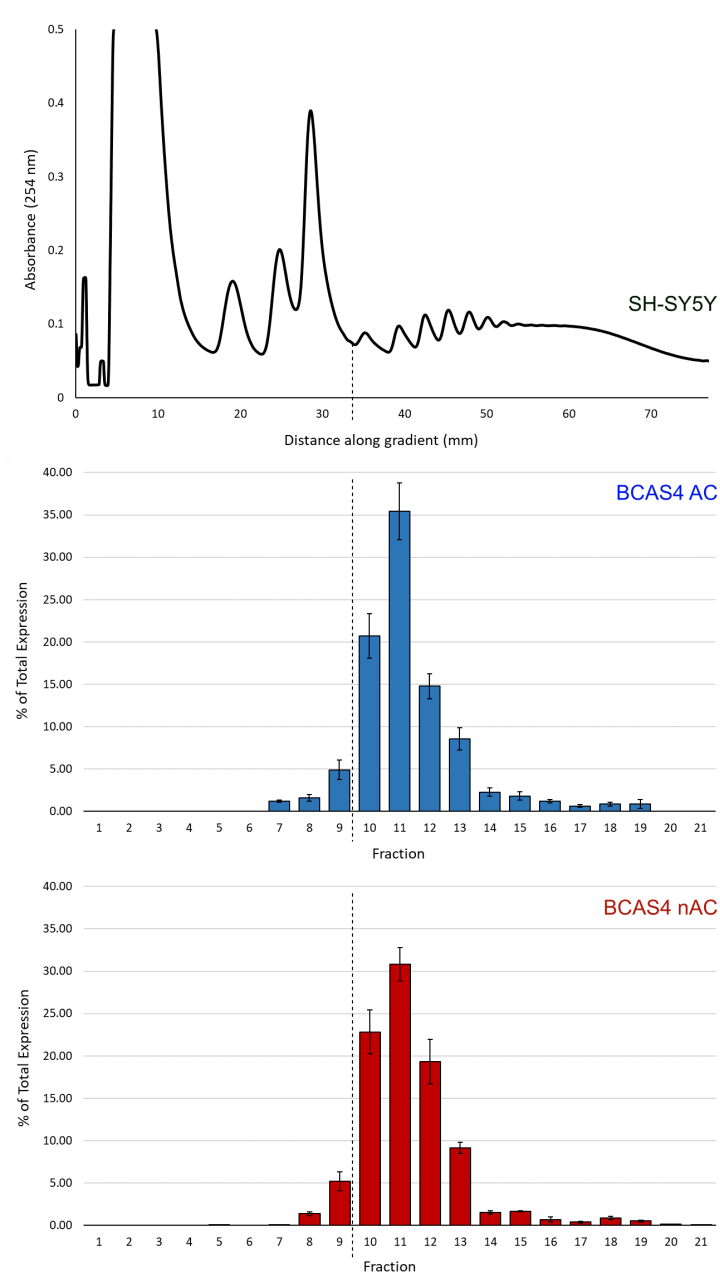 0.5
0.4
0.3
0.2
0.1
0
Absorbance (254 nm)
SH-SY5Y
0 10 20 30 40 50 60 70
Distance along gradient (mm)
40.00
35.00
30.00
25.00
20.00
15.00
10.00
5.00
0.00
% of Total Expression
BCAS4 AC
1 2 3 4 5 6 7 8 9 10 11 12 13 14 15 16 17 18 19 20 21
Fraction
40.00
35.00
30.00
25.00
20.00
15.00
10.00
5.00
0.00
% of Total Expression
BCAS4 nAC
1 2 3 4 5 6 7 8 9 10 11 12 13 14 15 16 17 18 19 20 21
Fraction